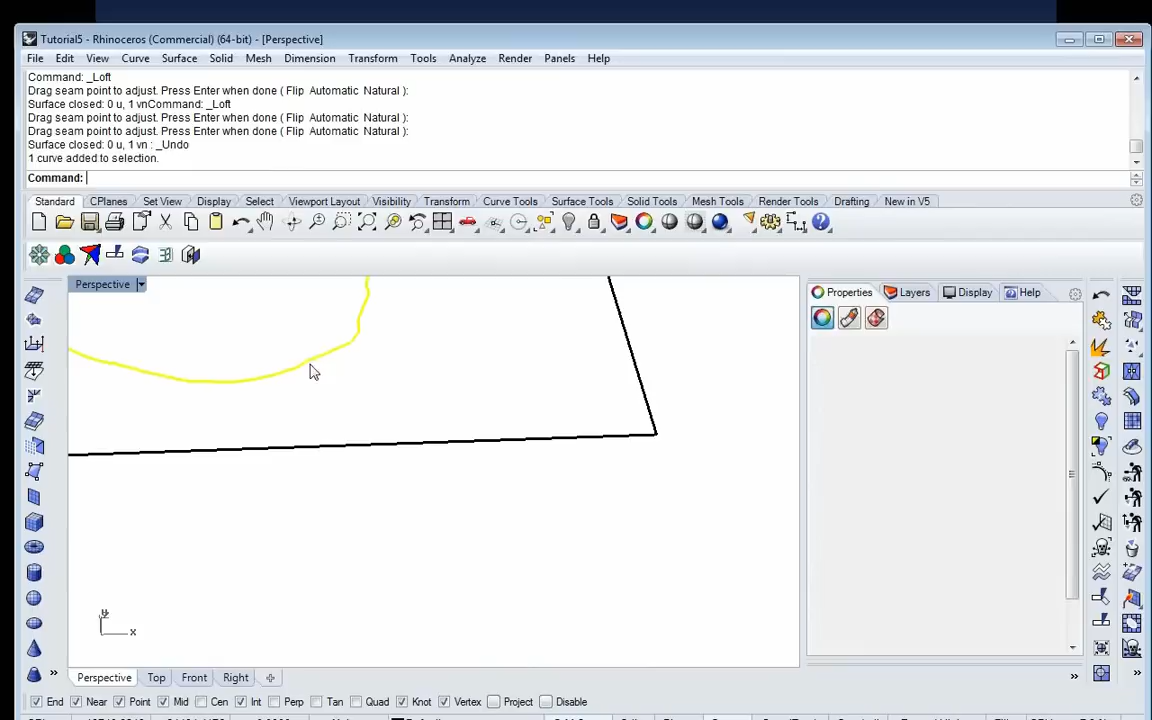 Tutorial5 - Rhinoceros (Commercial) (64-bit) - [Perspective]
File Edit View Curve Surface Solid Mesh Dimension Transform Tools Analyze Render Panels Help
Command: _Loft
Drag seam point to adjust. Press Enter when done ( Flip Automatic Natural ):
Surface closed: 0 u, 1 vnCommand: _Loft
Drag seam point to adjust. Press Enter when done ( Flip Automatic Natural ):
Drag seam point to adjust. Press Enter when done ( Flip Automatic Natural ):
Surface closed: 0 u, 1 vn : _Undo
1 curve added to selection.
Command:
Standard CPlanes Set View Display Select Viewport Layout Visibility Transform Curve Tools Surface Tools Solid Tools Mesh Tools Render Tools Drafting New in V5
Perspective
Properties Layers Display Help
y
x
Perspective Top Front Right
End Near Point Mid Cen Int Perp Tan Quad Knot Vertex Project Disable